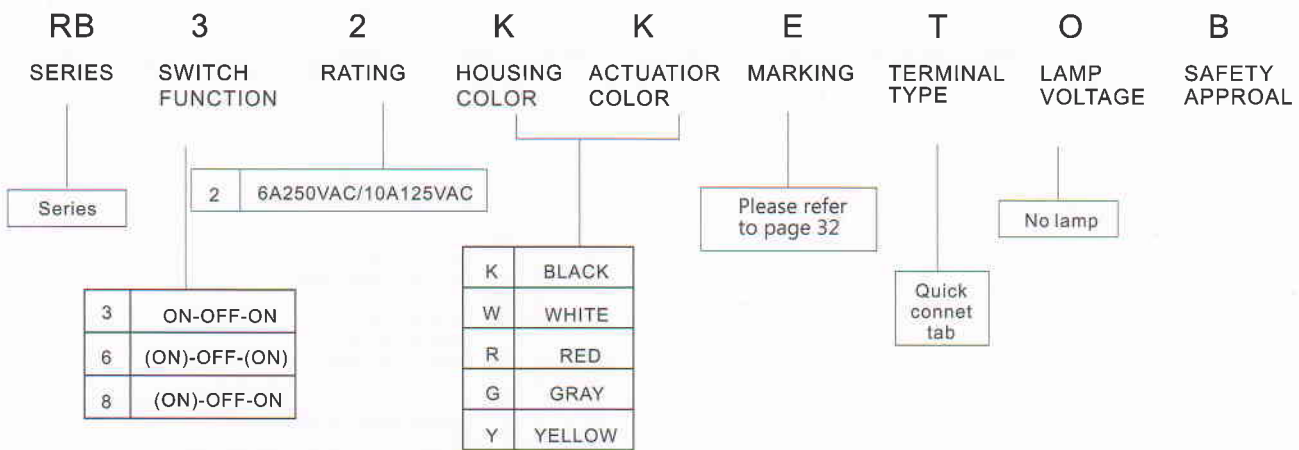 RB 3 2 K K E T O B
SERIES SWITCH RATING HOUSING ACTUATIOR MARKING TERMINAL LAMP SAFETY
FUNCTION COLOR COLOR TYPE VOLTAGE APPROAL
Series
2 6A250VAC/10A125VAC
Please refer
to page 32
No lamp
K BLACK
W WHITE
R RED
G GRAY
Y YELLOW
3 ON-OFF-ON
6 (ON)-OFF-(ON)
8 (ON)-OFF-ON
Quick
connet
tab